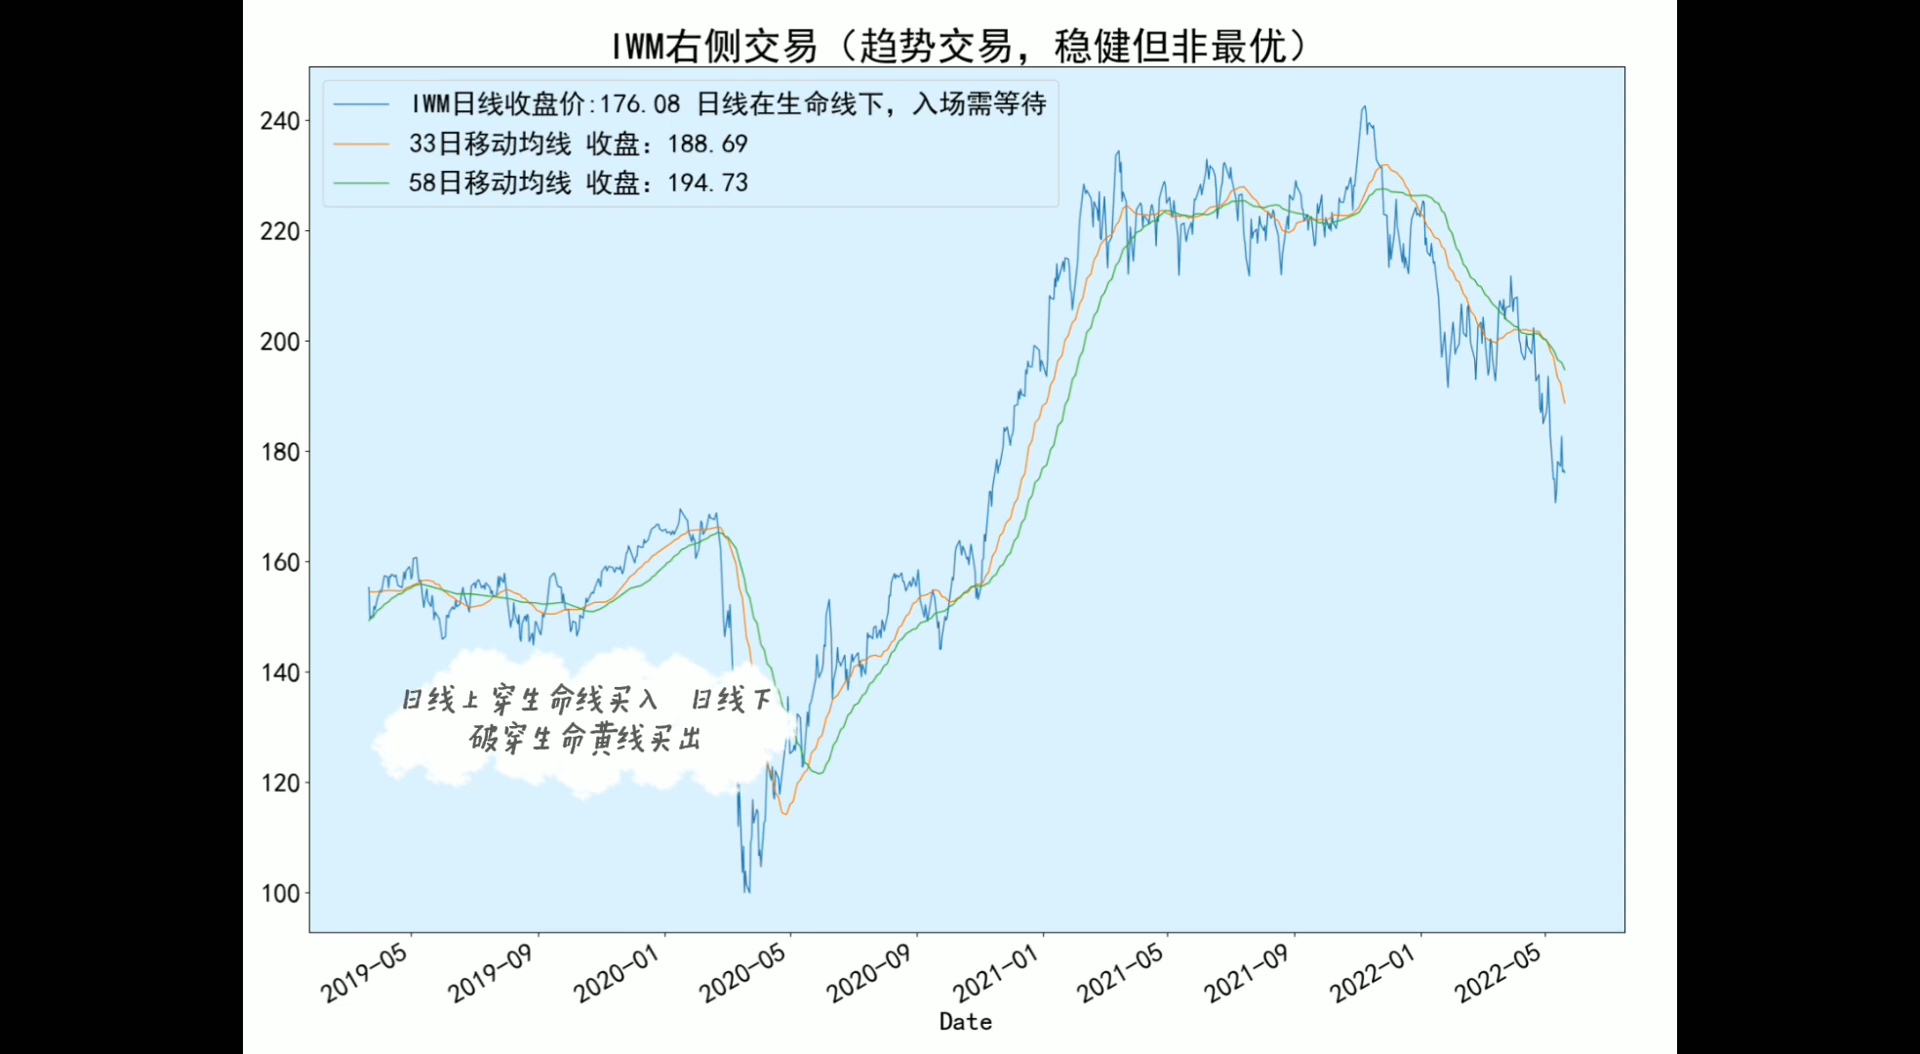 IWM右侧交易（趋势交易，稳健但非最优）
IWM日线收盘价:176.08 日线在生命线下，入场需等待
33日移动均线 收盘：188.69
58日移动均线 收盘：194.73
240
220
200
180
160
140
120
100
日线上穿生命线买入 日线下
破穿生命黄线买出
2019-05
2019-09
2020-01
2020-05
2020-09
2021-01
2021-05
2021-09
2022-01
2022-05
Date